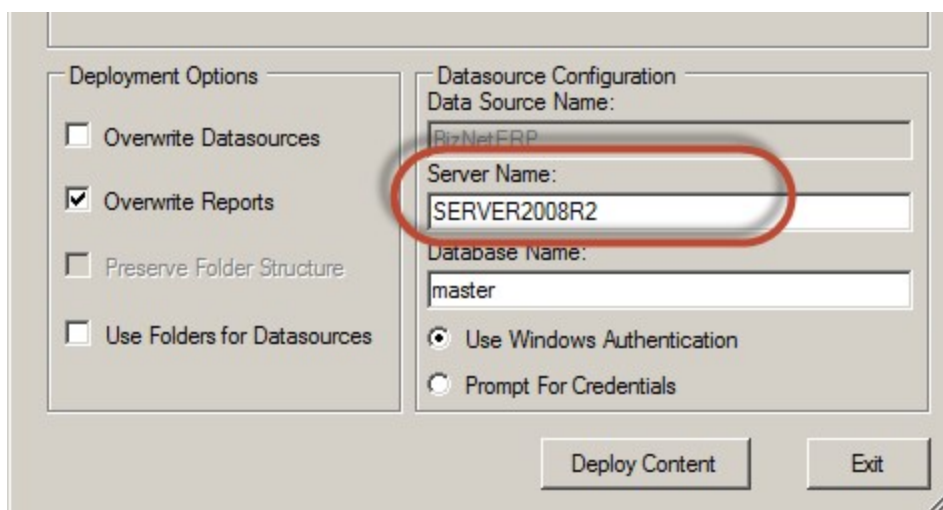 Deployment Options
Overwrite Datasources
Overwrite Reports
Preserve Folder Structure
Use Folders for Datasources
Datasource Configuration
Data Source Name:
BizNetERP
Server Name:
SERVER2008R2
Database Name:
master
Use Windows Authentication
Prompt For Credentials
Deploy Content
Exit